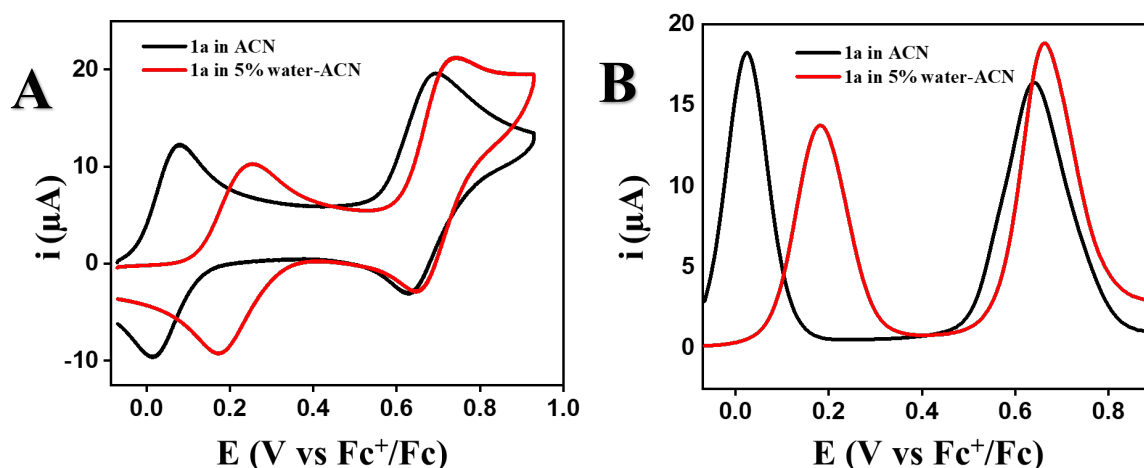 A
1a in ACN
1a in 5% water-ACN
i (µA)
20
10
0
-10
0.0 0.2 0.4 0.6 0.8 1.0
E (V vs Fc⁺/Fc)
B
1a in ACN
1a in 5% water-ACN
i (µA)
20
15
10
5
0
0.0 0.2 0.4 0.6 0.8
E (V vs Fc⁺/Fc)